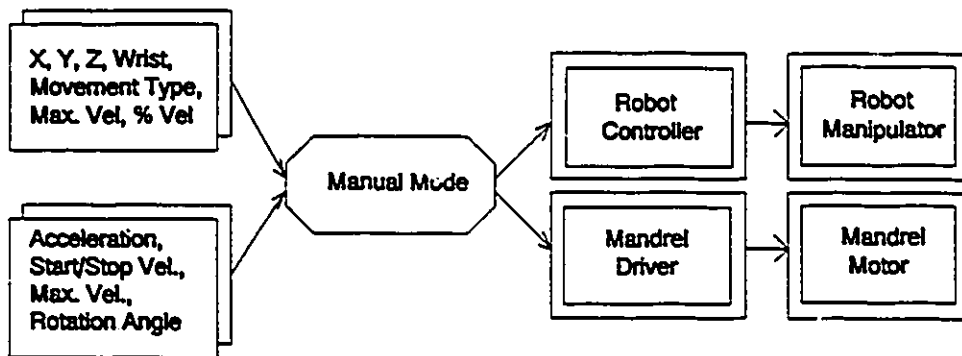 X, Y, Z, Wrist,
Movement Type,
Max. Vel, % Vel
Acceleration,
Start/Stop Vel.,
Max. Vel.,
Rotation Angle
Manual Mode
Robot
Controller
Robot
Manipulator
Mandrel
Driver
Mandrel
Motor